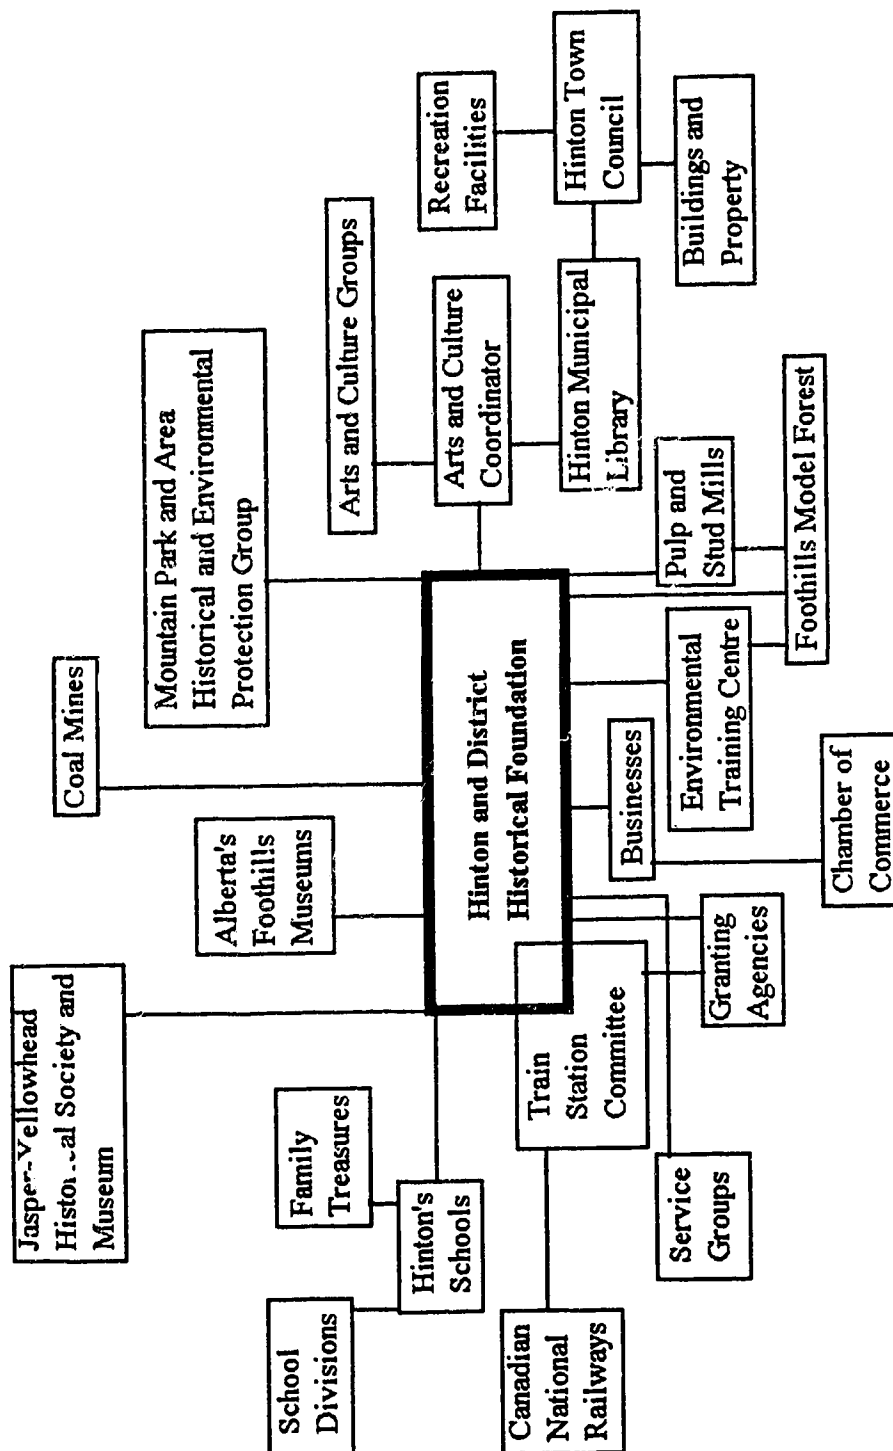 Jasper-Yellowhead
Historical Society and
Museum
Coal Mines
Mountain Park and Area
Historical and Environmental
Protection Group
Arts and Culture Groups
Recreation
Facilities
Alberta's
Foothills
Museums
Family
Treasures
School
Divisions
Hinton's
Schools
Arts and Culture
Coordinator
Hinton and District
Historical Foundation
Hinton Municipal
Library
Hinton Town
Council
Canadian
National
Railways
Train
Station
Committee
Businesses
Pulp and
Stud Mills
Buildings and
Property
Service
Groups
Granting
Agencies
Environmental
Training Centre
Foothills Model Forest
Chamber of
Commerce